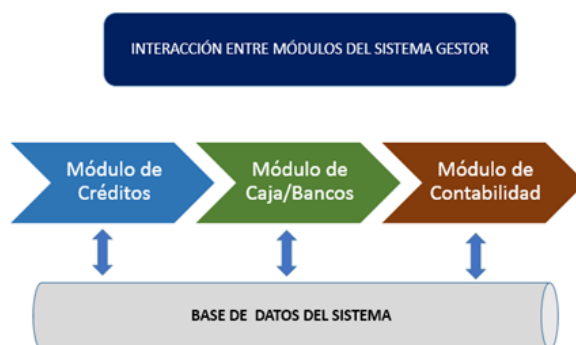 INTERACCIÓN ENTRE MÓDULOS DEL SISTEMA GESTOR
Módulo de
Créditos
Módulo de
Caja/Bancos
Módulo de
Contabilidad
BASE DE DATOS DEL SISTEMA